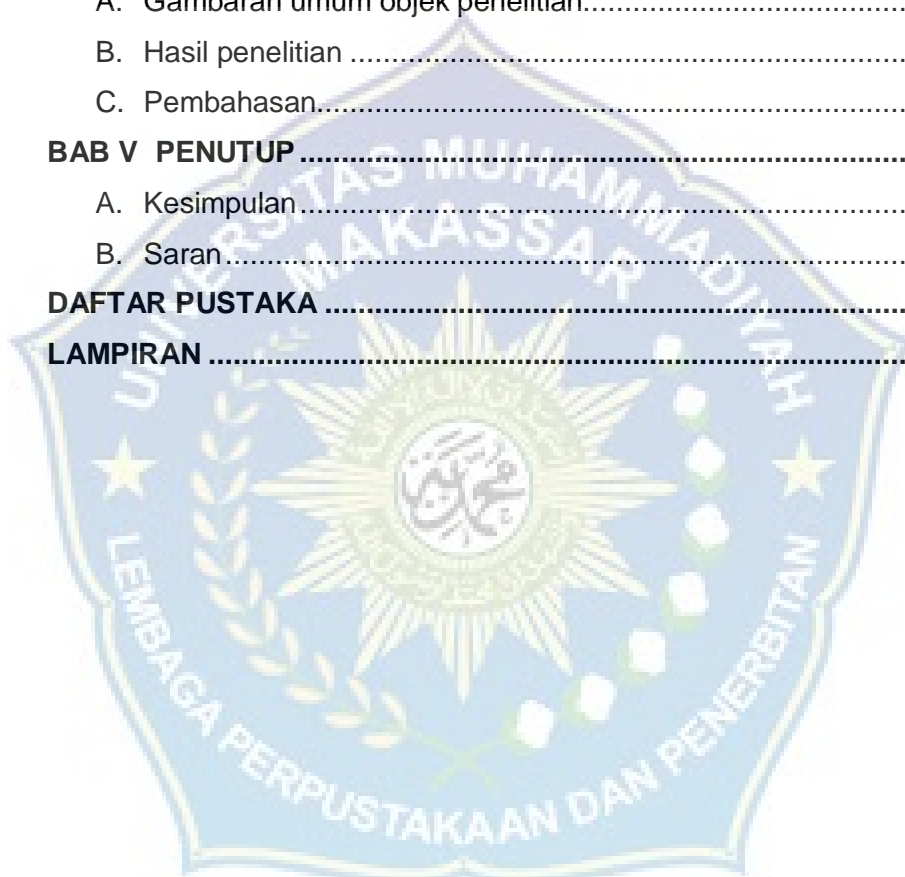 A. Gambaran umum objek penelitian.......................................
B. Hasil penelitian ....................................................................
C. Pembahasan.......................................................................
BAB V PENUTUP .........................................................................
A. Kesimpulan.........................................................................
B. Saran..................................................................................
DAFTAR PUSTAKA ......................................................................
LAMPIRAN ...................................................................................
UNIVERSITAS MUHAMMADIYAH
MAKASSAR
LEMBAGA PERPUSTAKAAN DAN PENERBITAN